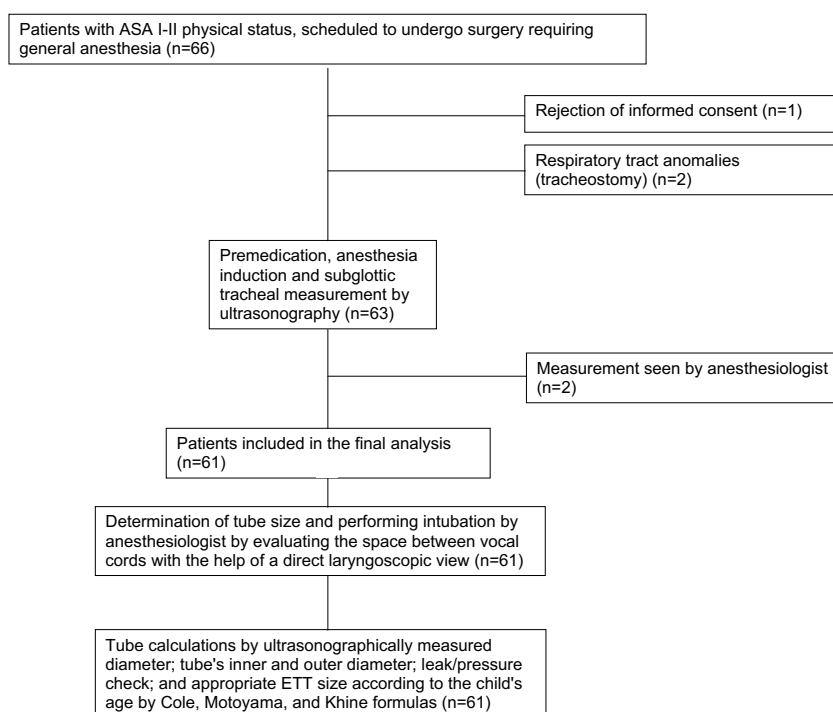 Patients with ASA I-II physical status, scheduled to undergo surgery requiring
general anesthesia (n=66)
Rejection of informed consent (n=1)
Respiratory tract anomalies
(tracheostomy) (n=2)
Premedication, anesthesia
induction and subglottic
tracheal measurement by
ultrasonography (n=63)
Measurement seen by anesthesiologist
(n=2)
Patients included in the final analysis
(n=61)
Determination of tube size and performing intubation by
anesthesiologist by evaluating the space between vocal
cords with the help of a direct laryngoscopic view (n=61)
Tube calculations by ultrasonographically measured
diameter; tube's inner and outer diameter; leak/pressure
check; and appropriate ETT size according to the child's
age by Cole, Motoyama, and Khine formulas (n=61)